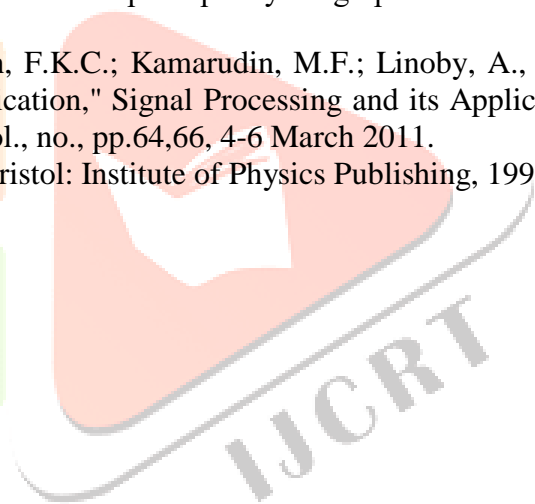 F.K.C.; Kamarudin, M.F.; Linoby, A.,
ication," Signal Processing and its Applic
ol., no., pp.64,66, 4-6 March 2011.
ristol: Institute of Physics Publishing, 199
IJCRT